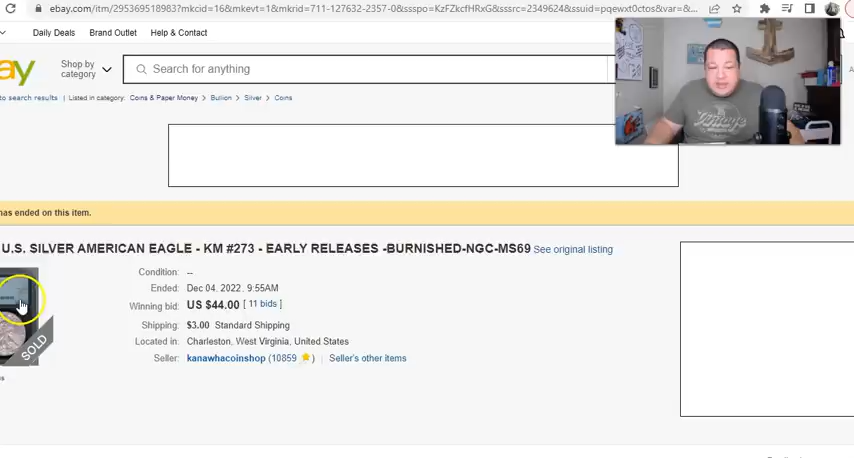 ebay.com/itm/295369518983?mkcid=16&mkevt=1&mkrid=711-127632-2357-0&ssspo=KzFZkcfHRxG&sssrc=2349624&ssuid=pqewxt0ctos&var=&...
Daily Deals Brand Outlet Help & Contact
ay Shop by category Search for anything
to search results | Listed in category: Coins & Paper Money > Bullion > Silver > Coins
has ended on this item.
U.S. SILVER AMERICAN EAGLE - KM #273 - EARLY RELEASES -BURNISHED-NGC-MS69 See original listing
Condition: --
Ended: Dec 04, 2022, 9:55AM
Winning bid: US $44.00 [ 11 bids ]
Shipping: $3.00 Standard Shipping
Located in: Charleston, West Virginia, United States
Seller: kanawhacoinshop (10859 ) | Seller's other items
SOLD